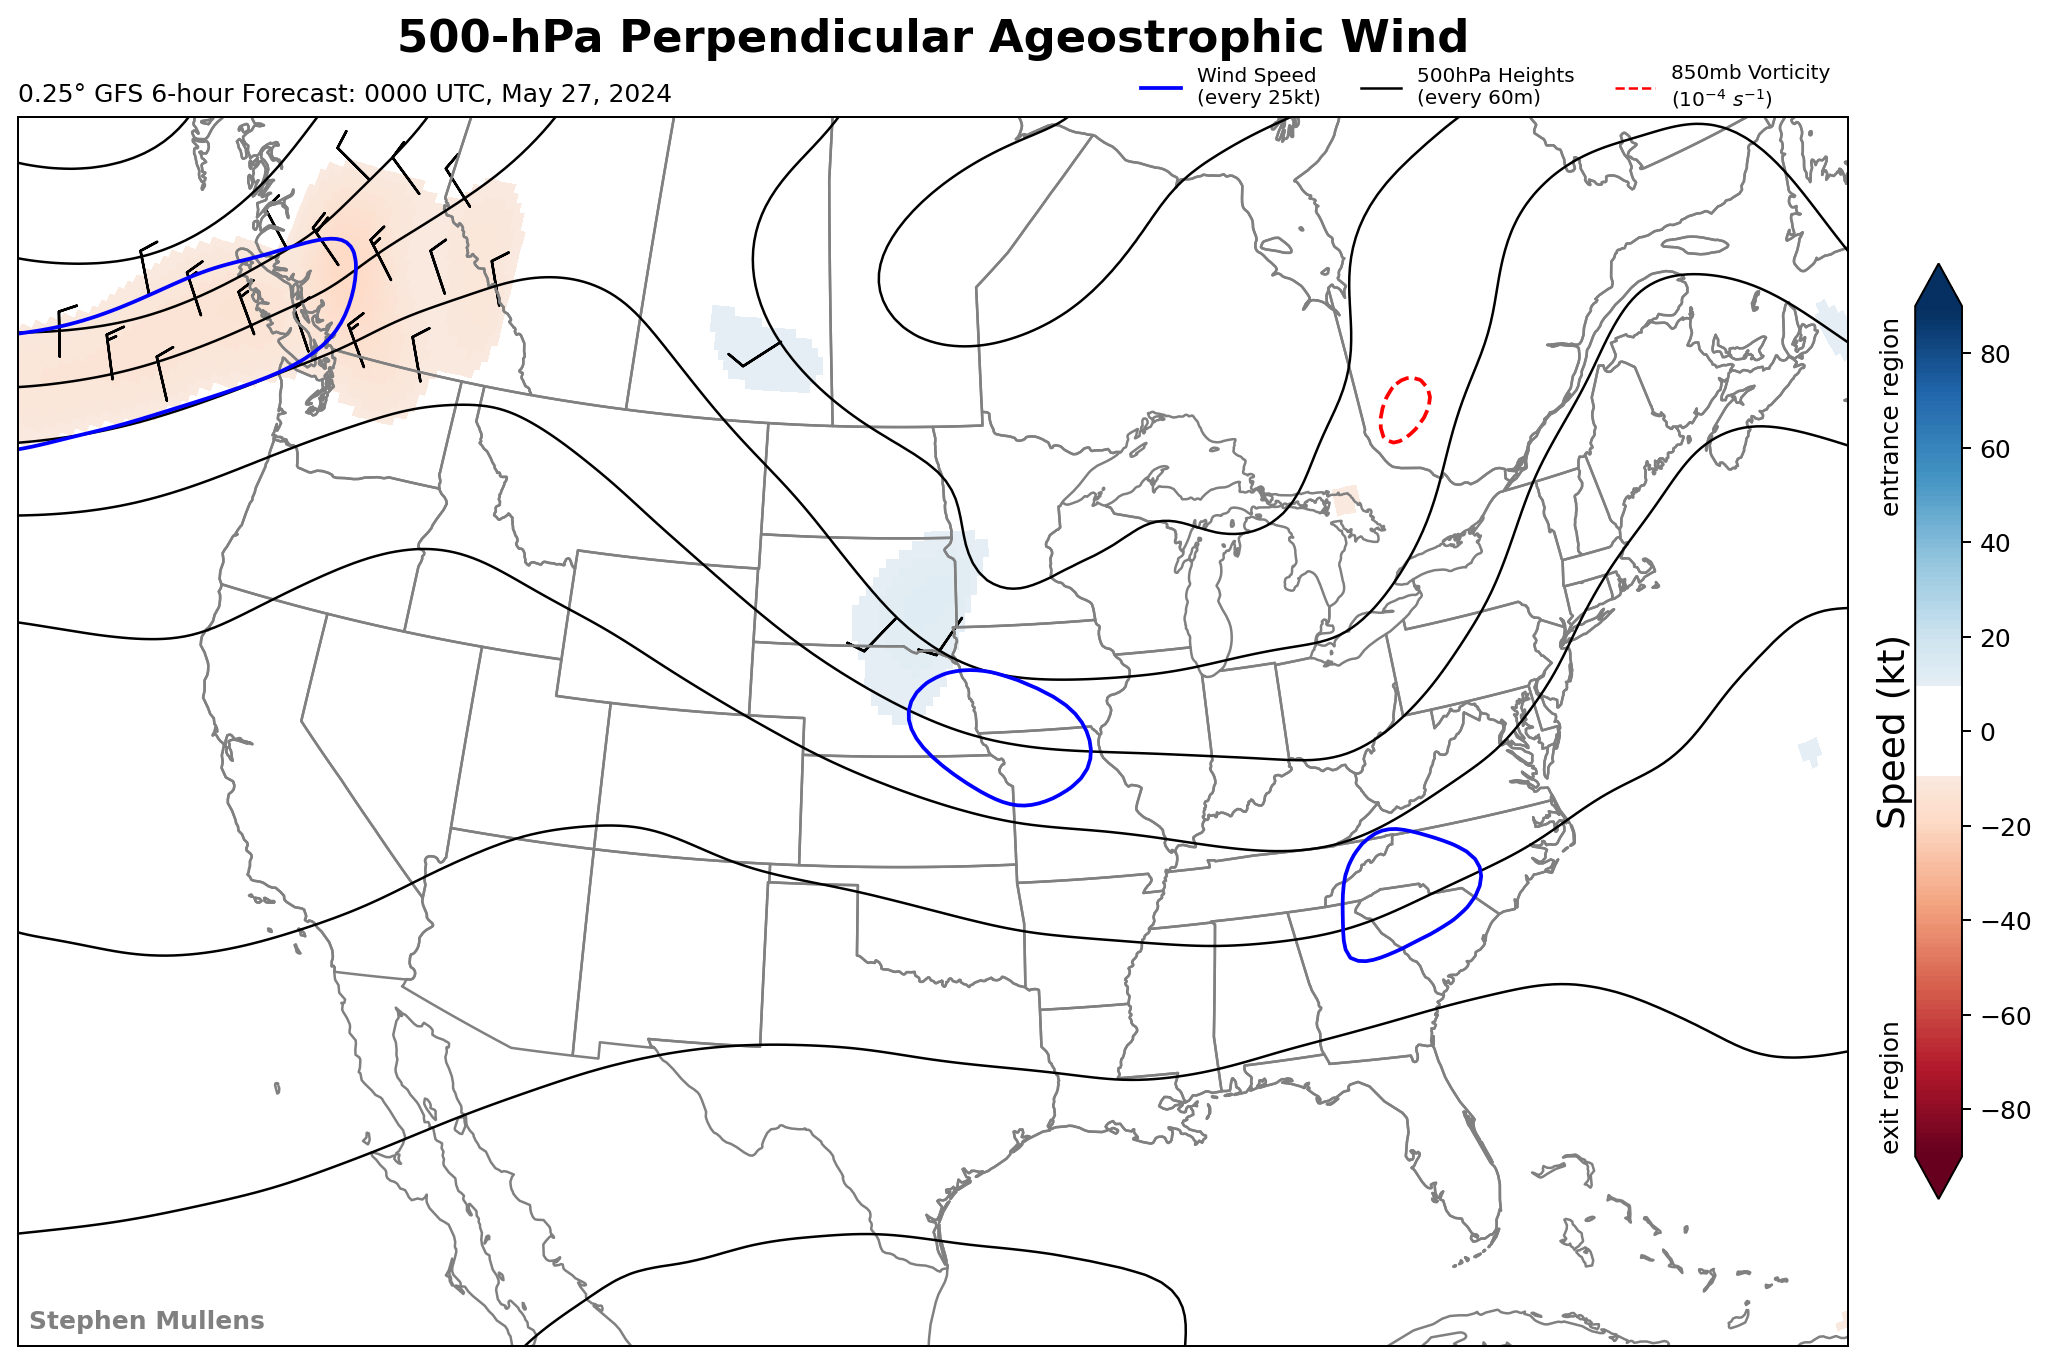 500-hPa Perpendicular Ageostrophic Wind
0.25° GFS 6-hour Forecast: 0000 UTC, May 27, 2024
Wind Speed
(every 25kt)
500hPa Heights
(every 60m)
850mb Vorticity
(10⁻⁴ s⁻¹)
entrance region
Speed (kt)
exit region
80
60
40
20
0
−20
−40
−60
−80
Stephen Mullens